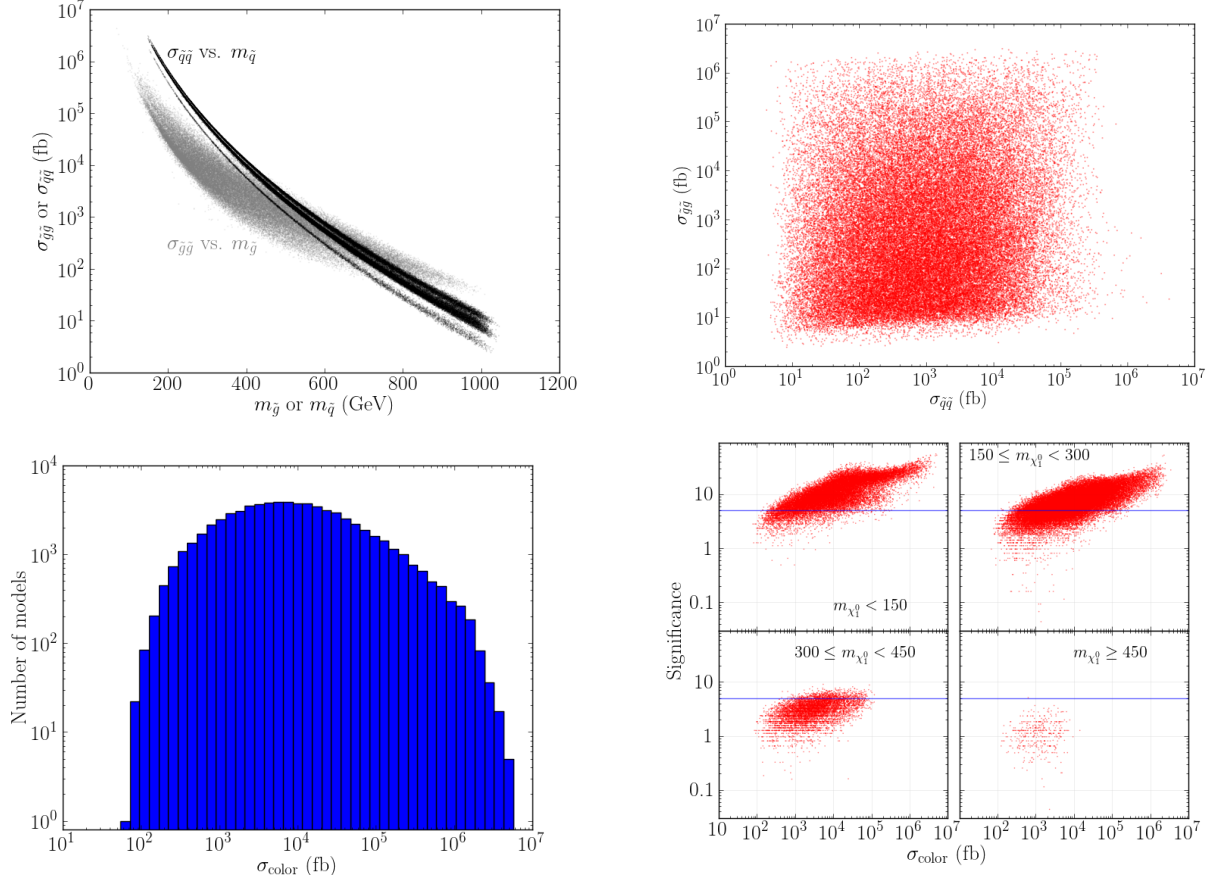 10^7
10^6
10^5
10^4
10^3
10^2
10^1
10^0
σ_{g̃g̃} or σ_{q̃q̃} (fb)
σ_{q̃q̃} vs. m_{q̃}
σ_{g̃g̃} vs. m_{g̃}
0 200 400 600 800 1000 1200
m_{g̃} or m_{q̃} (GeV)
10^7
10^6
10^5
10^4
10^3
10^2
10^1
10^0
σ_{g̃g̃} (fb)
10^0 10^1 10^2 10^3 10^4 10^5 10^6 10^7
σ_{q̃q̃} (fb)
10^4
10^3
10^2
10^1
10^0
Number of models
10^1 10^2 10^3 10^4 10^5 10^6 10^7
σ_{color} (fb)
10
1
0.1
10
1
0.1
Significance
m_{χ_1^0} < 150
150 ≤ m_{χ_1^0} < 300
300 ≤ m_{χ_1^0} < 450
m_{χ_1^0} ≥ 450
10 10^2 10^3 10^4 10^5 10^6 10^2 10^3 10^4 10^5 10^6 10^7
σ_{color} (fb)